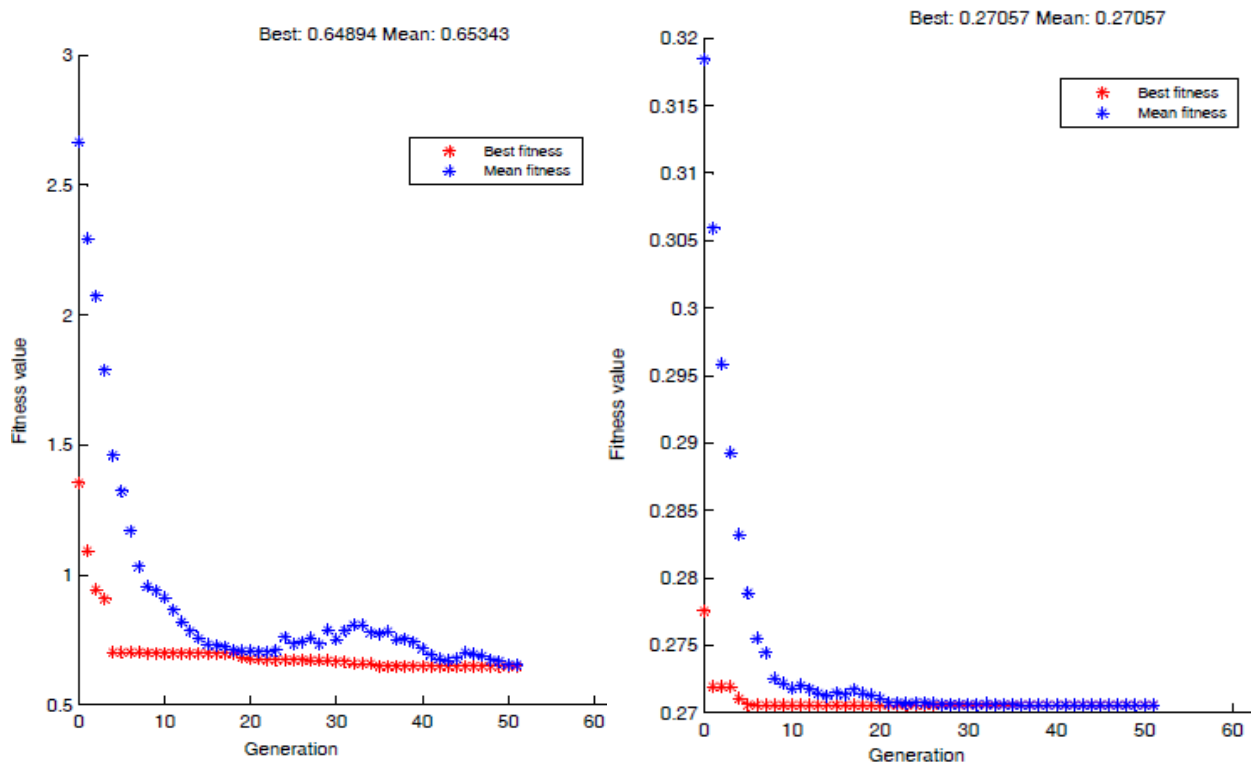 Best: 0.64894 Mean: 0.65343
3
2.5
2
1.5
1
0.5
Fitness value
Best fitness
Mean fitness
0 10 20 30 40 50 60
Generation
Best: 0.27057 Mean: 0.27057
0.32
0.315
0.31
0.305
0.3
0.295
0.29
0.285
0.28
0.275
0.27
Fitness value
Best fitness
Mean fitness
0 10 20 30 40 50 60
Generation